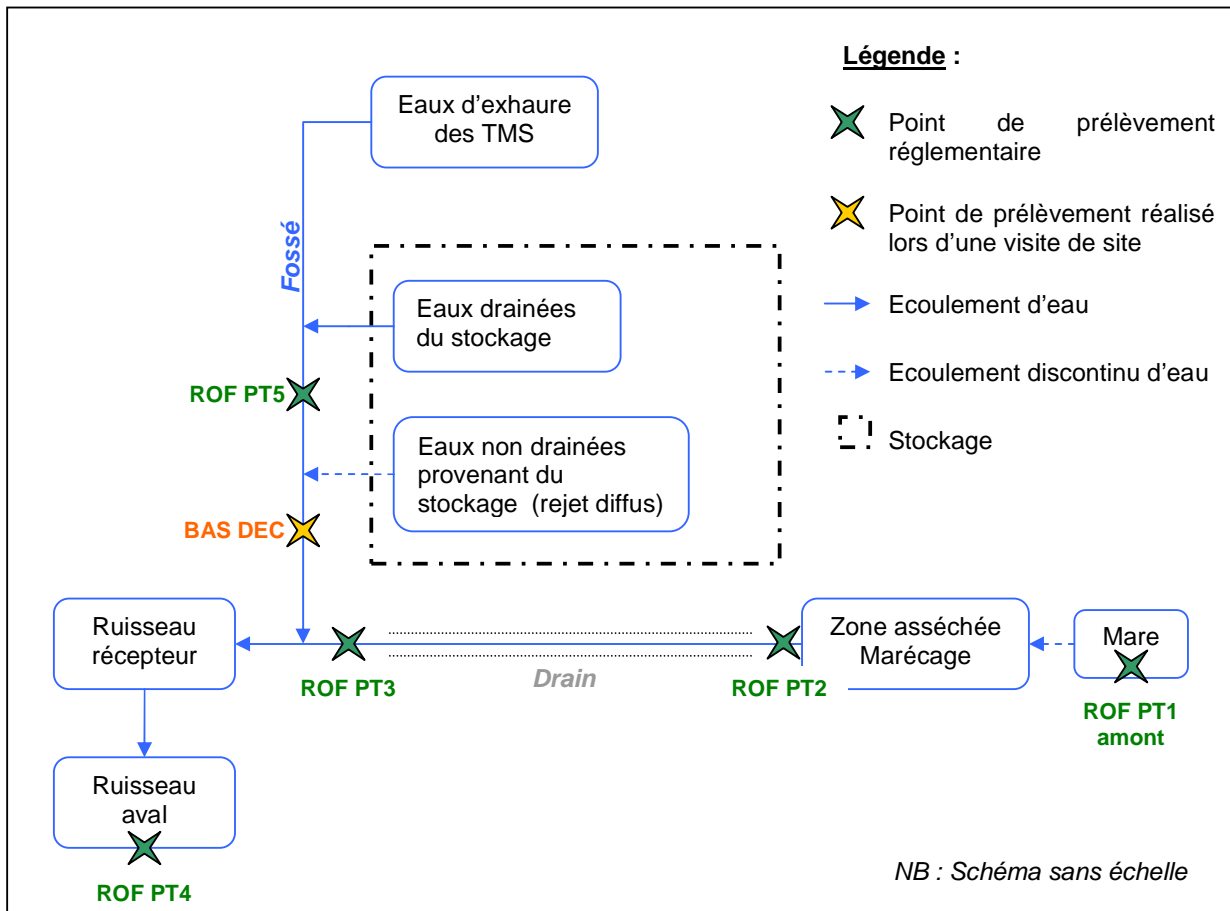 Légende :
Eaux d'exhaure
des TMS
Point de prélèvement
réglementaire
Point de prélèvement réalisé
lors d'une visite de site
Fossé
Eaux drainées
du stockage
Ecoulement d'eau
Ecoulement discontinu d'eau
ROF PT5
Eaux non drainées
provenant du
stockage (rejet diffus)
Stockage
BAS DEC
Ruisseau
récepteur
ROF PT3
Drain
ROF PT2
Zone asséchée
Marécage
Mare
ROF PT1
amont
Ruisseau
aval
ROF PT4
NB : Schéma sans échelle